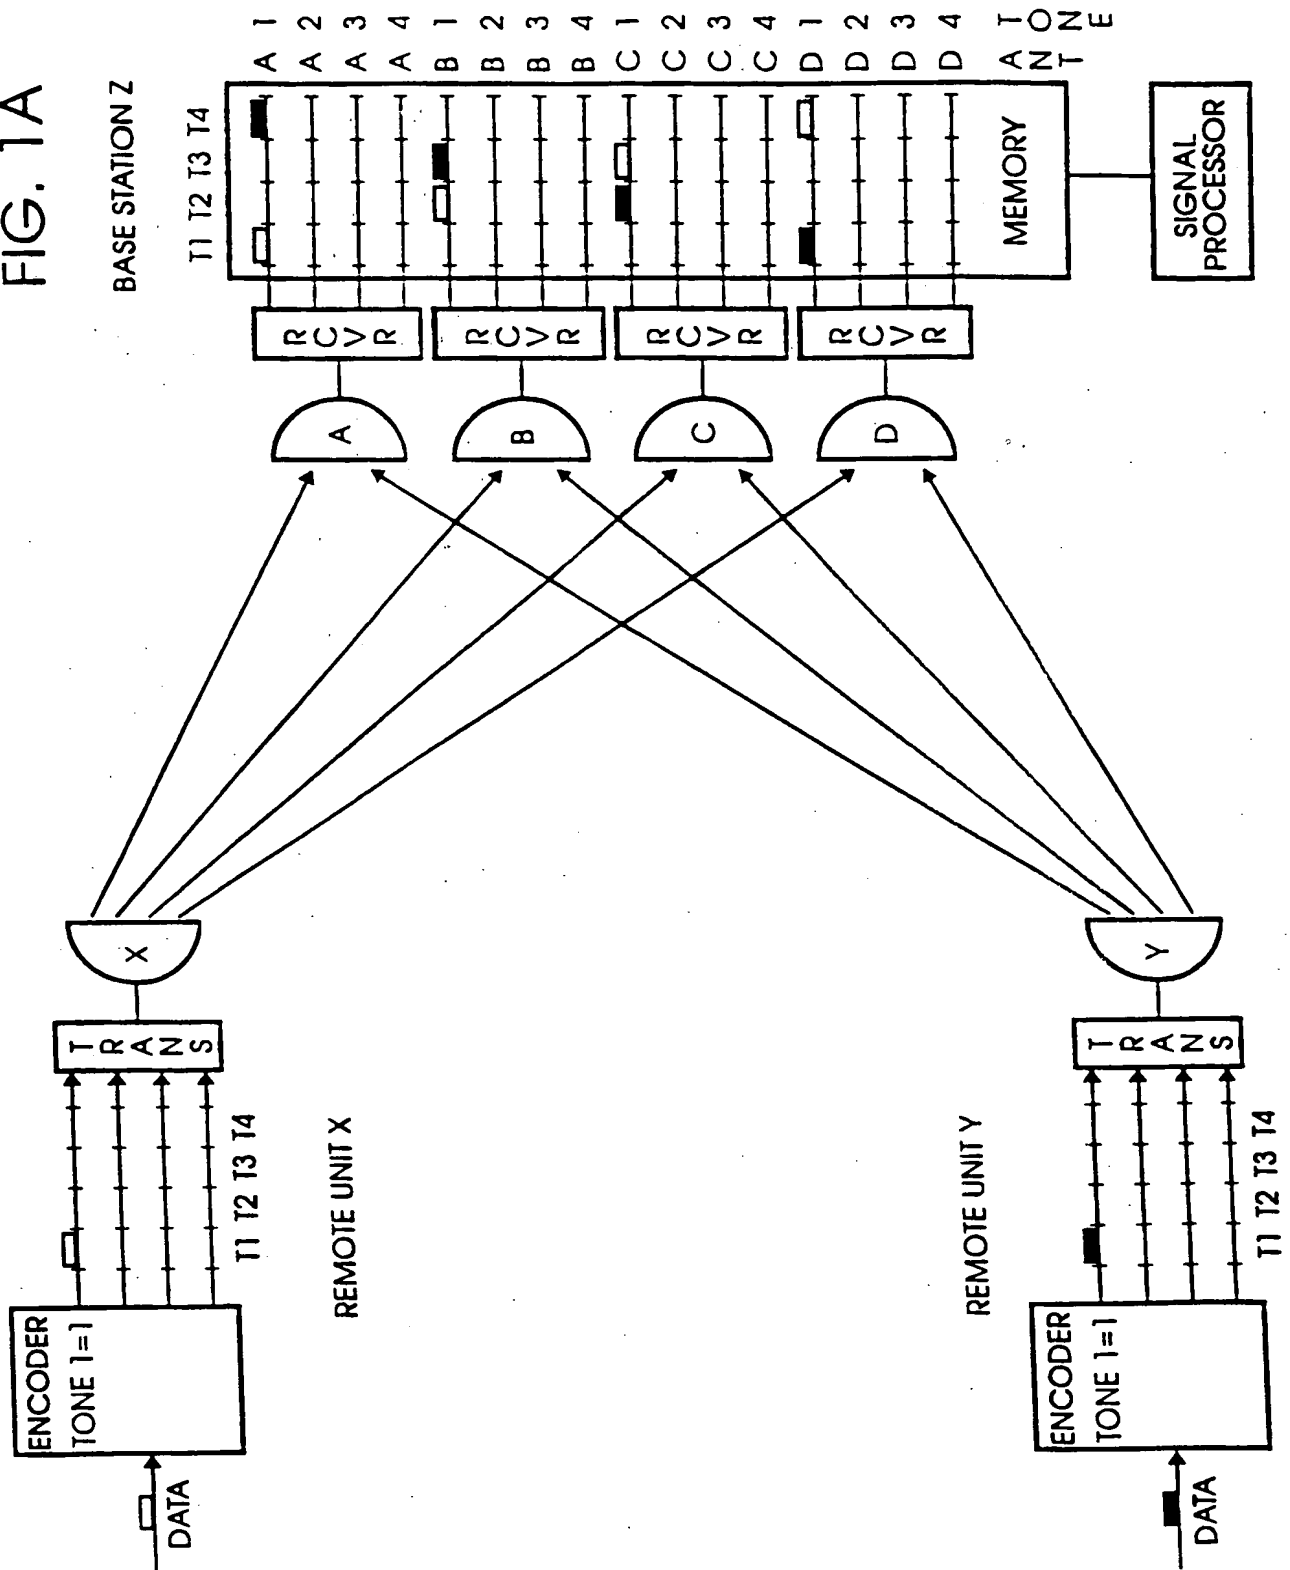 FIG. 1A
DATA
ENCODER
TONE 1=1
T1 T2 T3 T4
TRANS
X
REMOTE UNIT X
DATA
ENCODER
TONE 1=1
T1 T2 T3 T4
TRANS
Y
REMOTE UNIT Y
A
B
C
D
RCVR
RCVR
RCVR
RCVR
BASE STATION Z
T1 T2 T3 T4
A 1
A 2
A 3
A 4
B 1
B 2
B 3
B 4
C 1
C 2
C 3
C 4
D 1
D 2
D 3
D 4
ANT TONE
MEMORY
SIGNAL
PROCESSOR